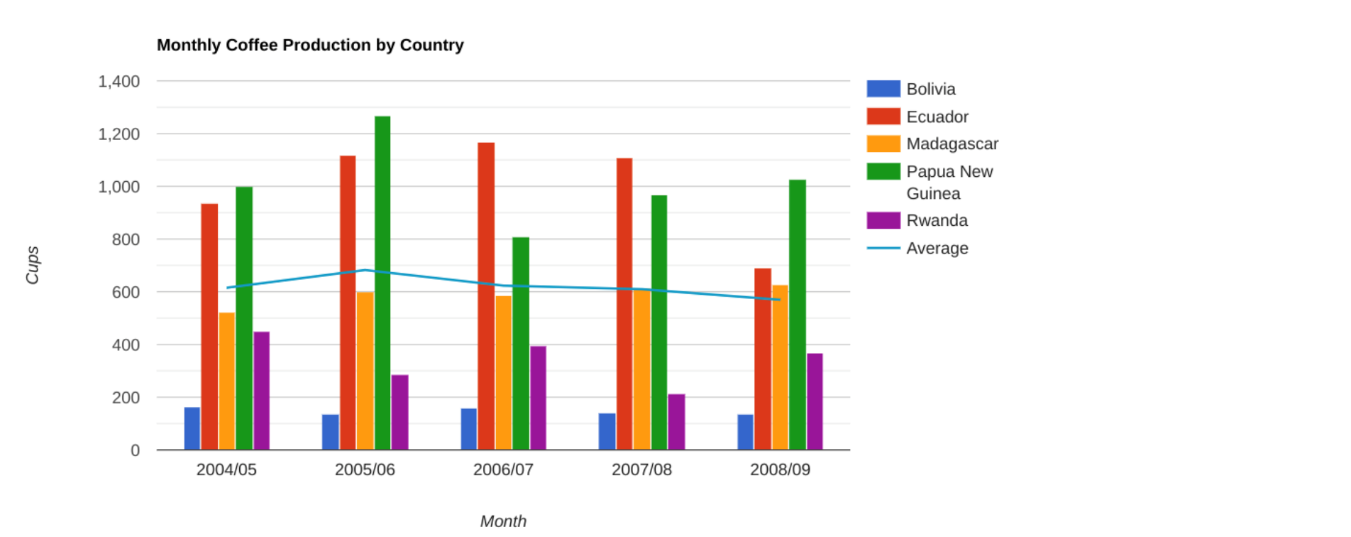 Monthly Coffee Production by Country
1,400
1,200
1,000
800
600
400
200
0
Cups
2004/05
2005/06
2006/07
2007/08
2008/09
Month
Bolivia
Ecuador
Madagascar
Papua New
Guinea
Rwanda
Average